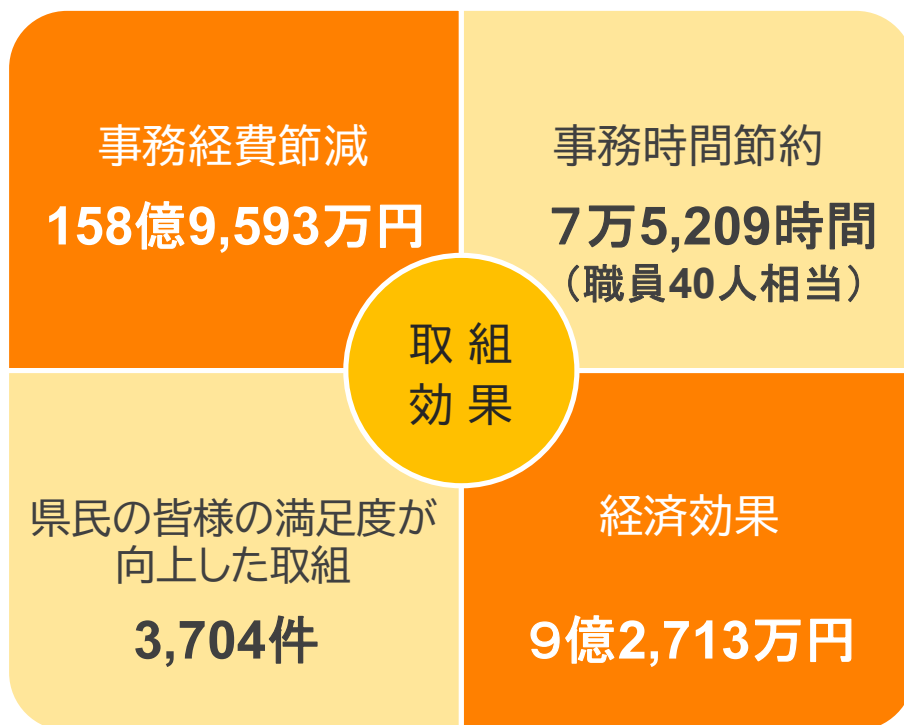 事務経費節減
158億9,593万円
事務時間節約
７万5,209時間
（職員40人相当）
取 組
効 果
県民の皆様の満足度が
向上した取組
3,704件
経済効果
９億2,713万円